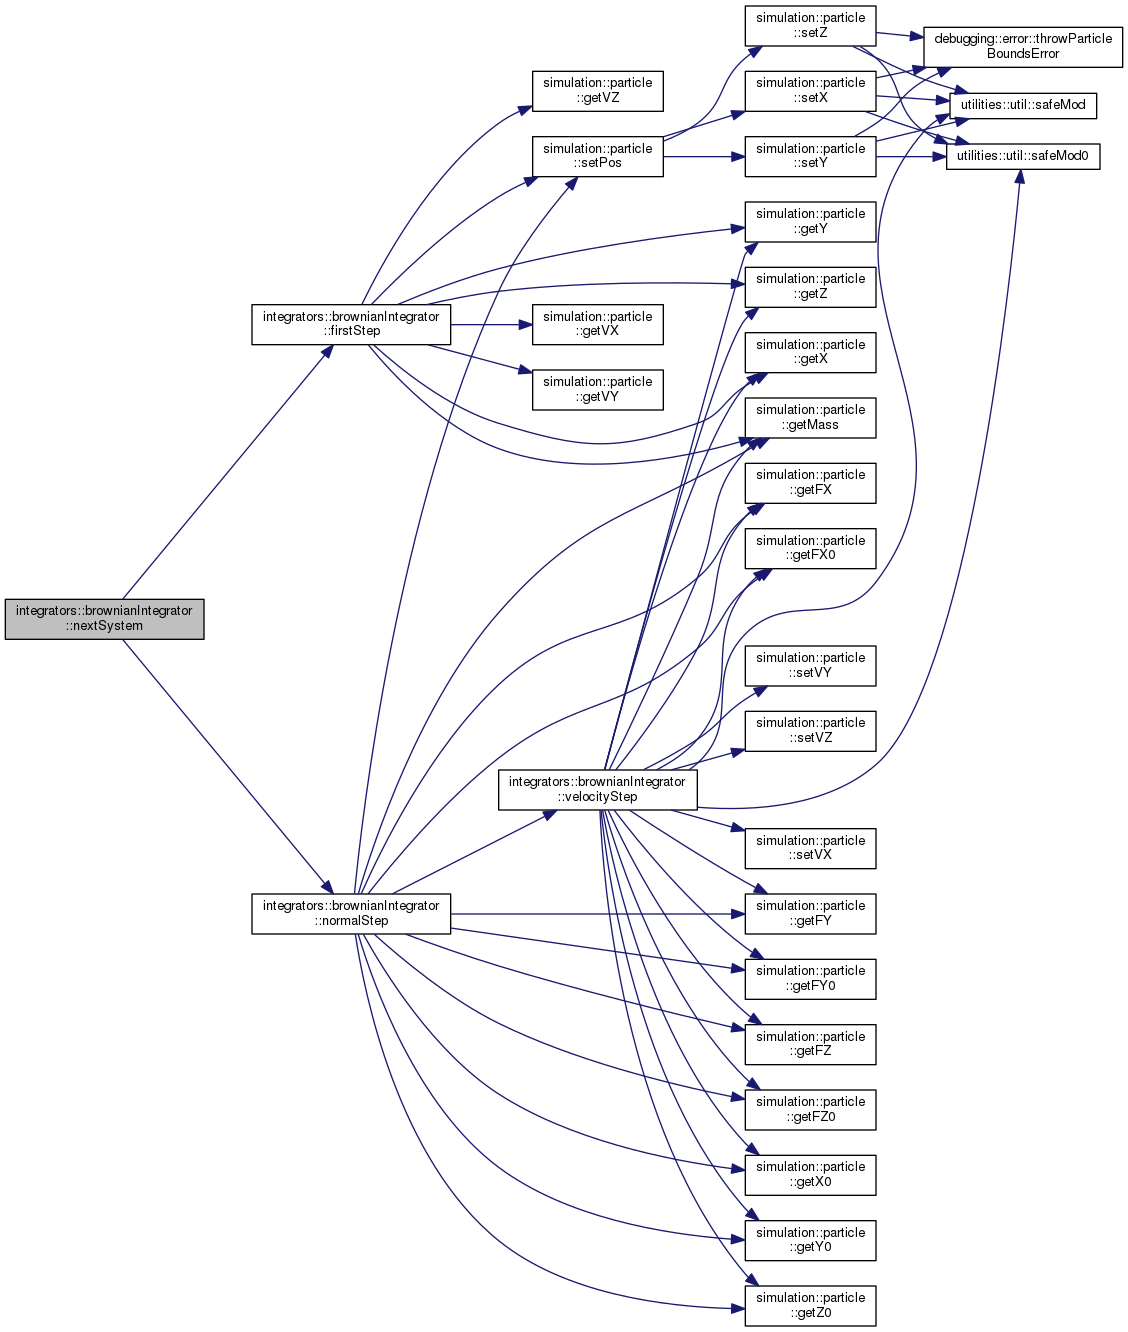 simulation::particle
::setZ
debugging::error::throwParticle
BoundsError
simulation::particle
::getVZ
simulation::particle
::setX
utilities::util::safeMod
simulation::particle
::setPos
simulation::particle
::setY
utilities::util::safeMod0
simulation::particle
::getY
simulation::particle
::getZ
integrators::brownianIntegrator
::firstStep
simulation::particle
::getVX
simulation::particle
::getX
simulation::particle
::getVY
simulation::particle
::getMass
simulation::particle
::getFX
simulation::particle
::getFX0
integrators::brownianIntegrator
::nextSystem
simulation::particle
::setVY
simulation::particle
::setVZ
integrators::brownianIntegrator
::velocityStep
simulation::particle
::setVX
integrators::brownianIntegrator
::normalStep
simulation::particle
::getFY
simulation::particle
::getFY0
simulation::particle
::getFZ
simulation::particle
::getFZ0
simulation::particle
::getX0
simulation::particle
::getY0
simulation::particle
::getZ0